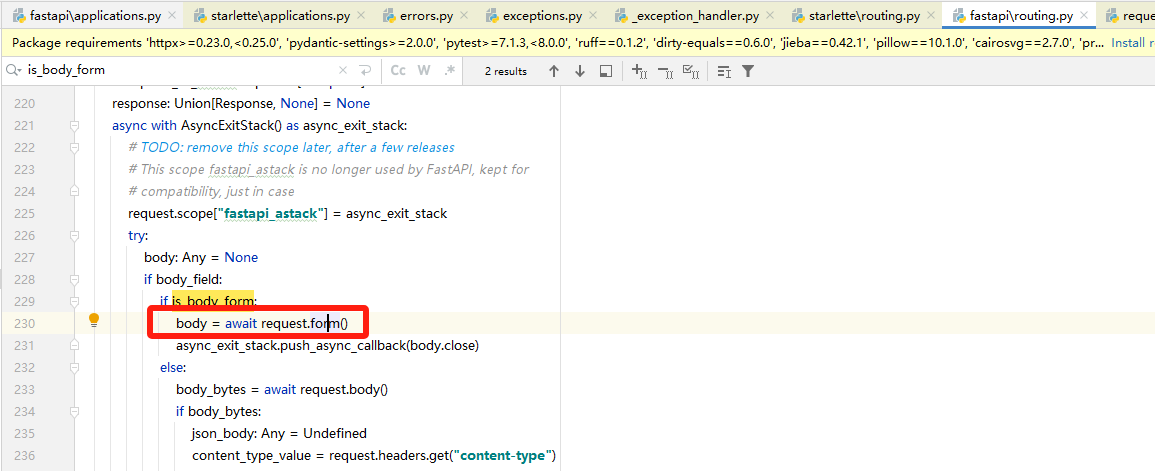 fastapi\applications.py starlette\applications.py errors.py exceptions.py _exception_handler.py starlette\routing.py fastapi\routing.py reque
Package requirements 'httpx>=0.23.0,<0.25.0', 'pydantic-settings>=2.0.0', 'pytest>=7.1.3,<8.0.0', 'ruff==0.1.2', 'dirty-equals==0.6.0', 'jieba==0.42.1', 'pillow==10.1.0', 'cairosvg==2.7.0', 'pr... Install re
is_body_form Cc W .* 2 results
220 response: Union[Response, None] = None
221 async with AsyncExitStack() as async_exit_stack:
222 # TODO: remove this scope later, after a few releases
223 # This scope fastapi_astack is no longer used by FastAPI, kept for
224 # compatibility, just in case
225 request.scope["fastapi_astack"] = async_exit_stack
226 try:
227 body: Any = None
228 if body_field:
229 if is_body_form:
230 body = await request.form()
231 async_exit_stack.push_async_callback(body.close)
232 else:
233 body_bytes = await request.body()
234 if body_bytes:
235 json_body: Any = Undefined
236 content_type_value = request.headers.get("content-type")